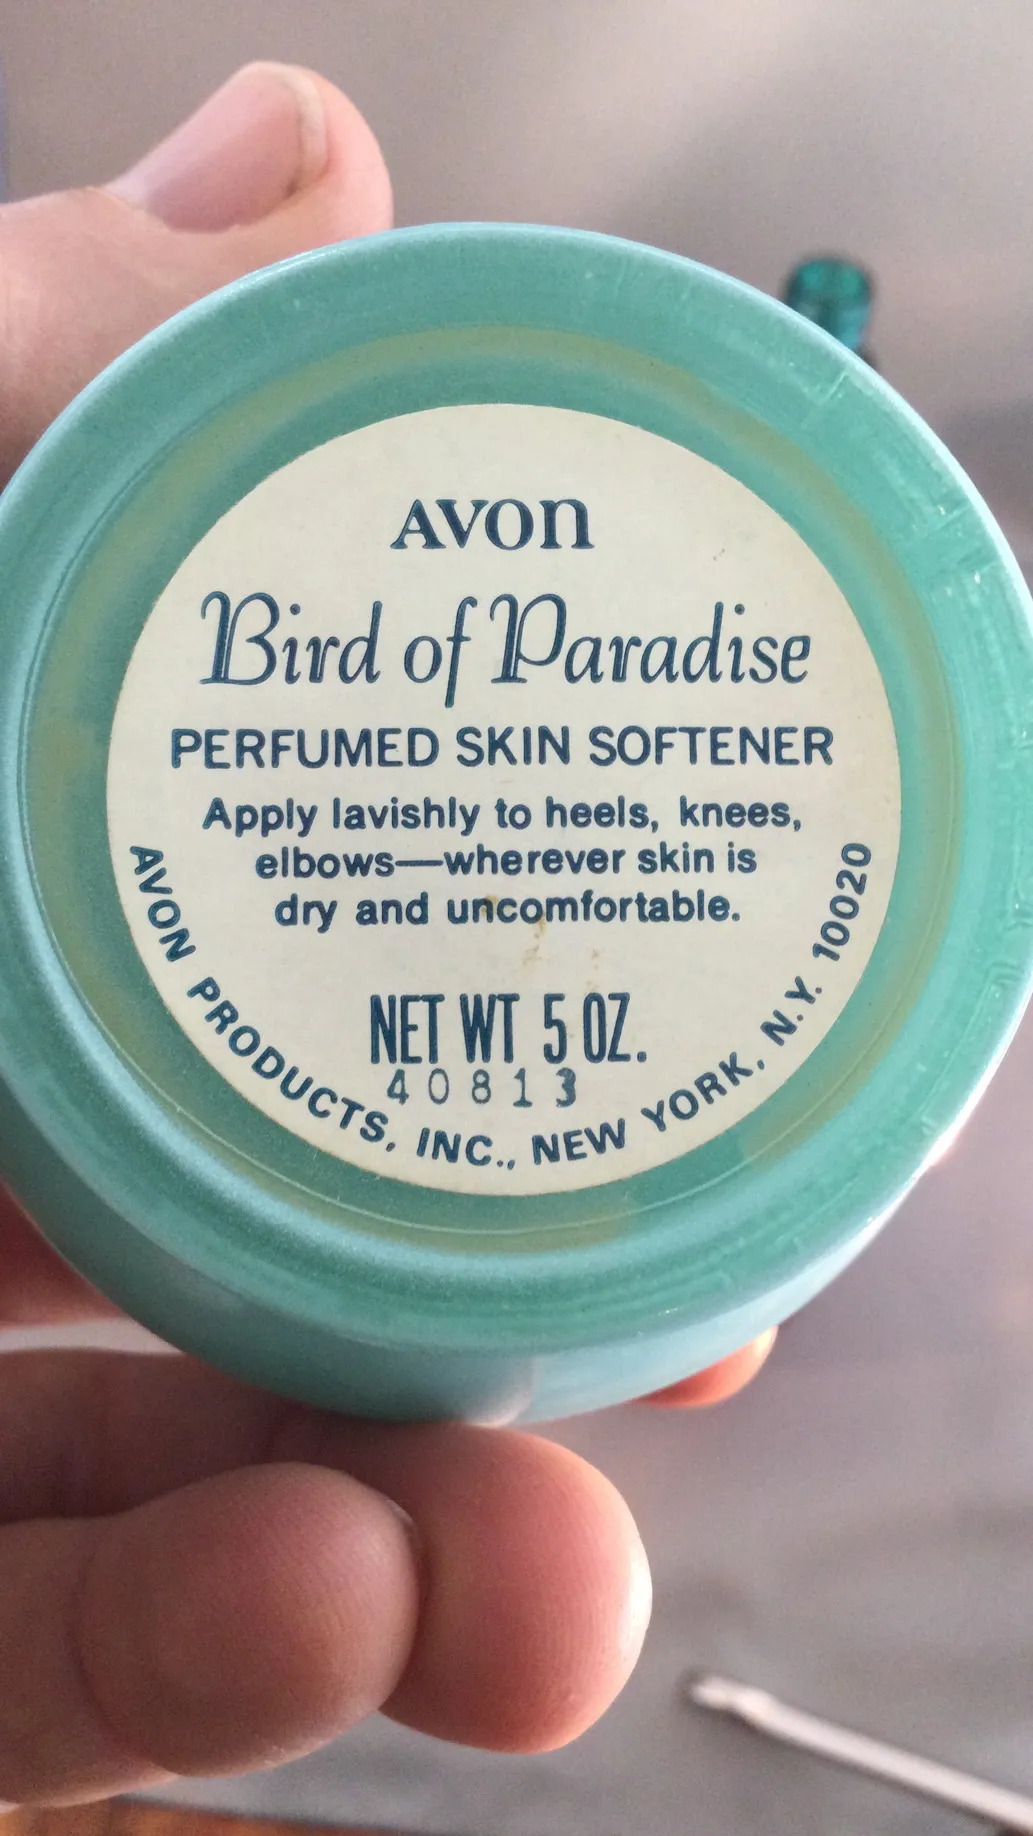 AVON
Bird of Paradise
PERFUMED SKIN SOFTENER
Apply lavishly to heels, knees,
elbows—wherever skin is
dry and uncomfortable.
NET WT 5 OZ.
40813
AVON PRODUCTS, INC., NEW YORK, N.Y. 10020